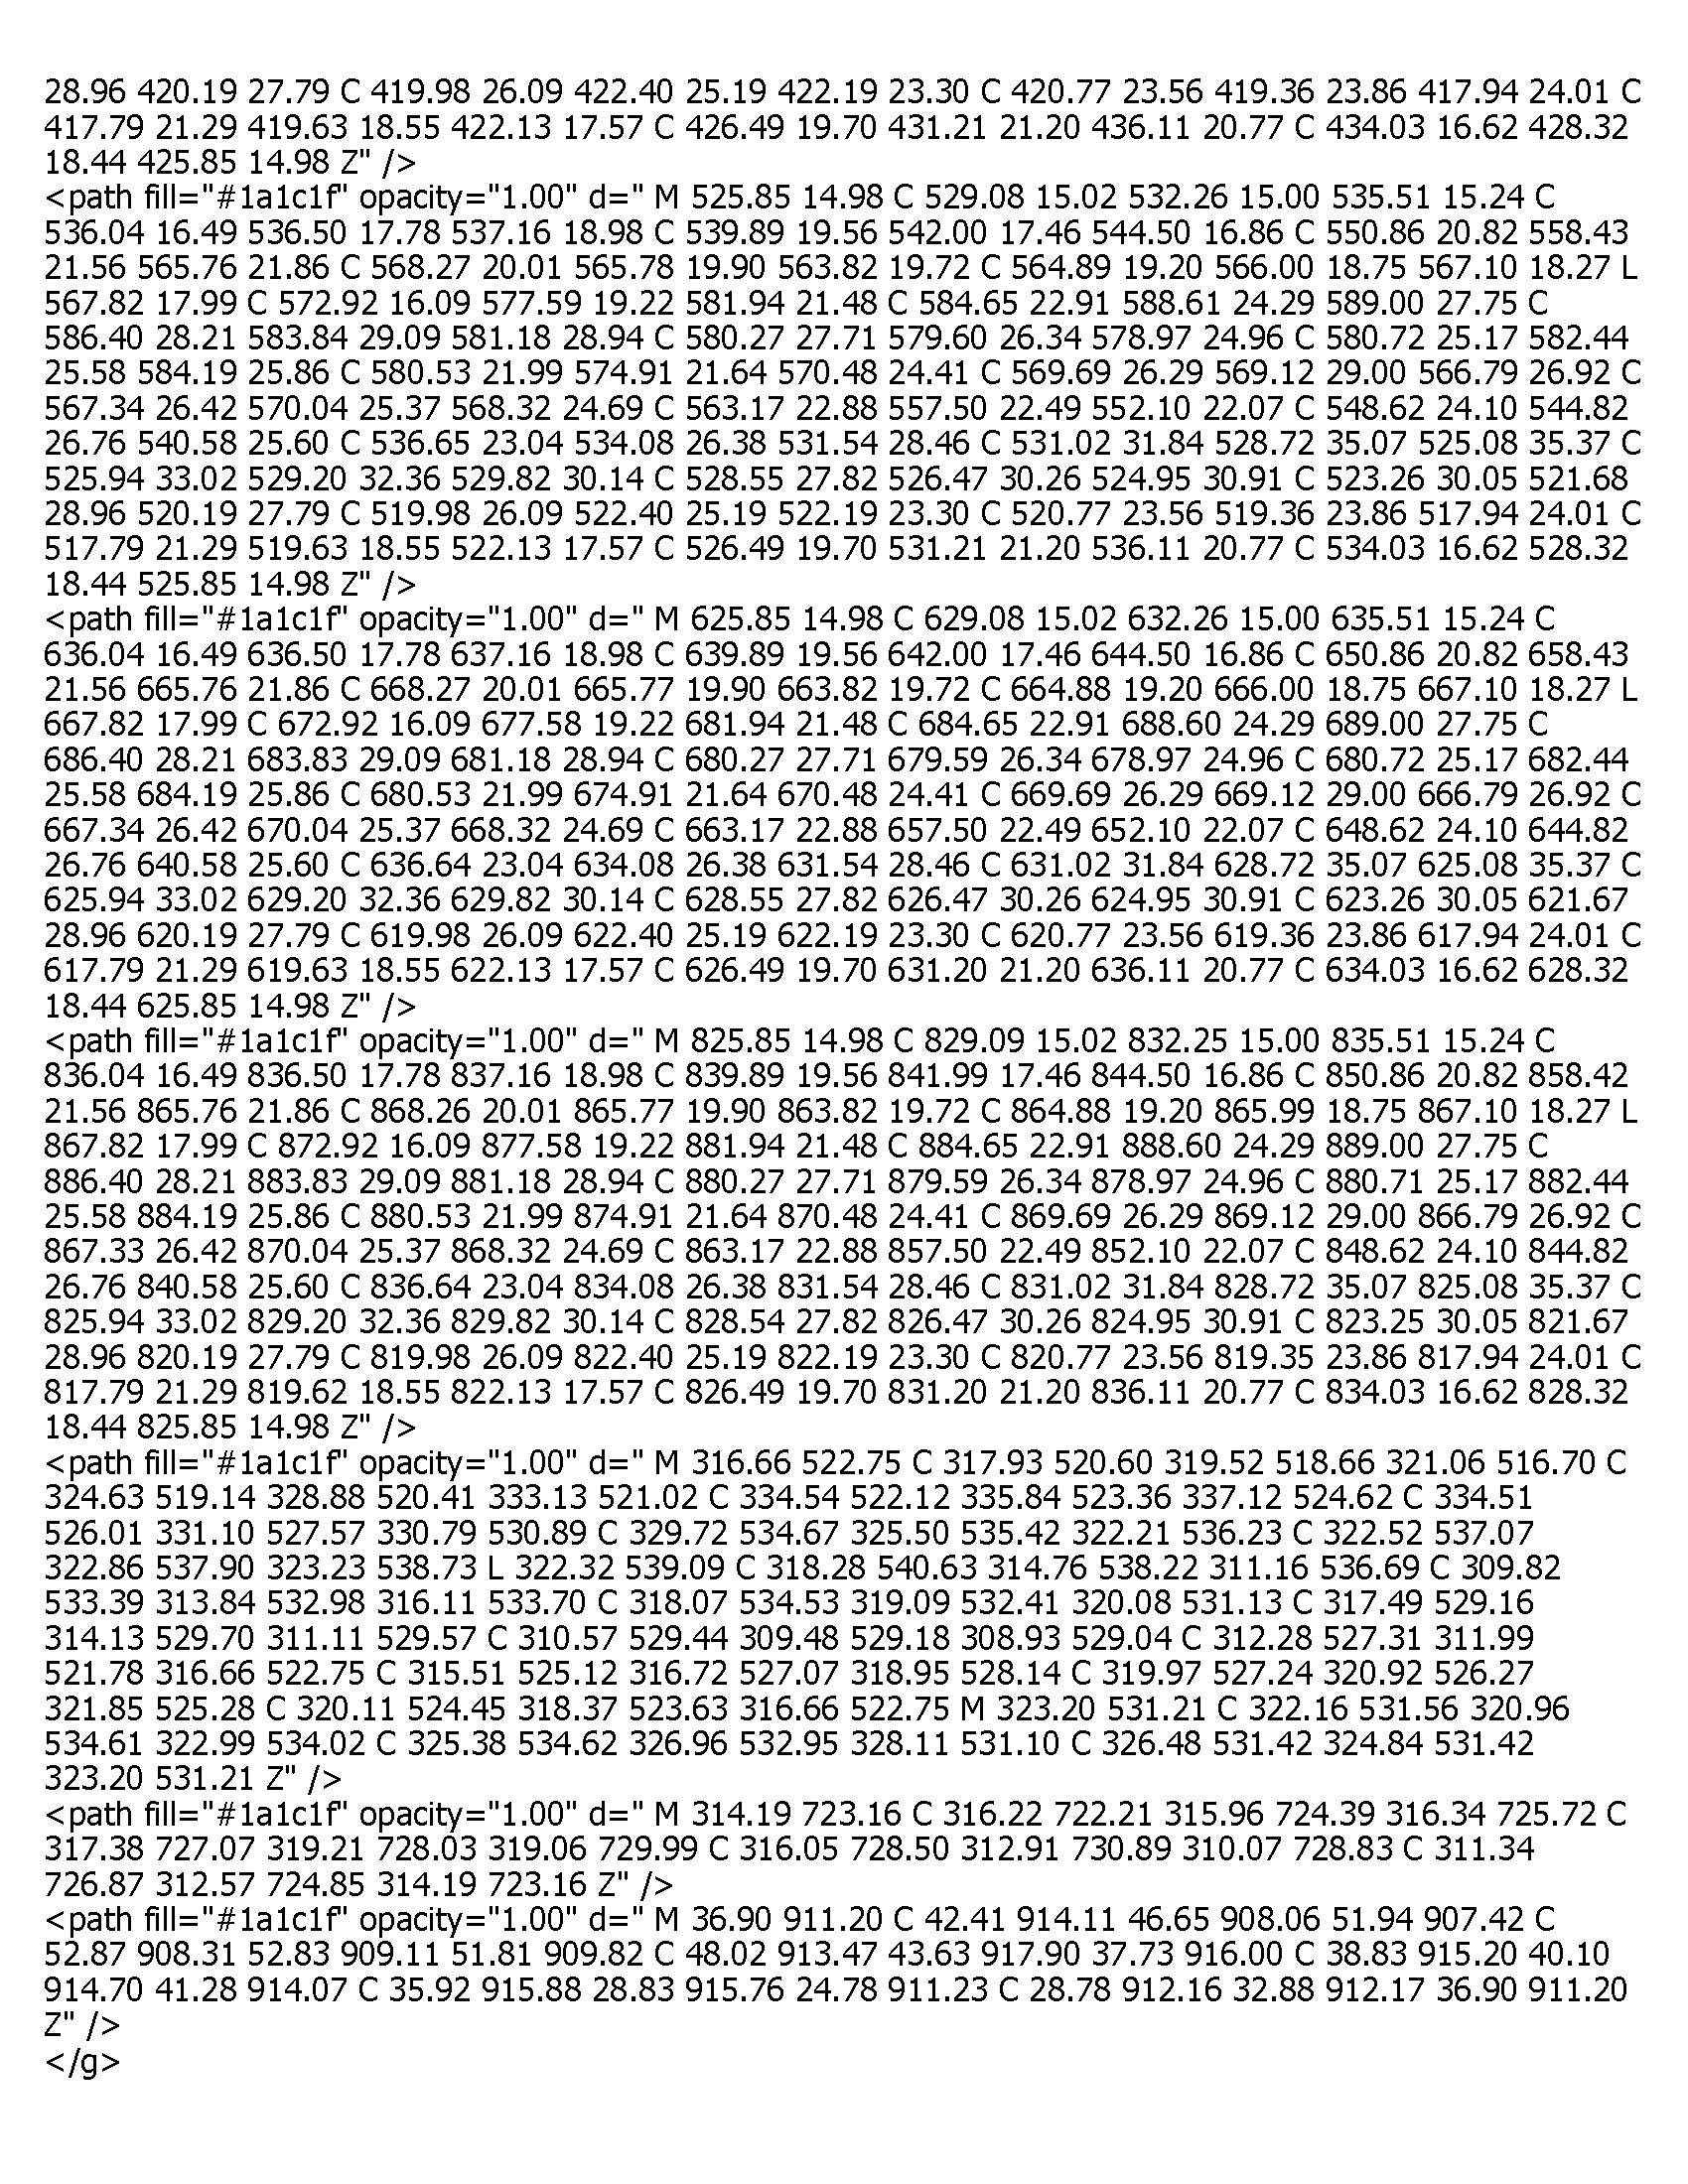 28.96 420.19 27.79 C 419.98 26.09 422.40 25.19 422.19 23.30 C 420.77 23.56 419.36 23.86 417.94 24.01 C
417.79 21.29 419.63 18.55 422.13 17.57 C 426.49 19.70 431.21 21.20 436.11 20.77 C 434.03 16.62 428.32
18.44 425.85 14.98 Z" />
<path fill="#1a1c1f" opacity="1.00" d=" M 525.85 14.98 C 529.08 15.02 532.26 15.00 535.51 15.24 C
536.04 16.49 536.50 17.78 537.16 18.98 C 539.89 19.56 542.00 17.46 544.50 16.86 C 550.86 20.82 558.43
21.56 565.76 21.86 C 568.27 20.01 565.78 19.90 563.82 19.72 C 564.89 19.20 566.00 18.75 567.10 18.27 L
567.82 17.99 C 572.92 16.09 577.59 19.22 581.94 21.48 C 584.65 22.91 588.61 24.29 589.00 27.75 C
586.40 28.21 583.84 29.09 581.18 28.94 C 580.27 27.71 579.60 26.34 578.97 24.96 C 580.72 25.17 582.44
25.58 584.19 25.86 C 580.53 21.99 574.91 21.64 570.48 24.41 C 569.69 26.29 569.12 29.00 566.79 26.92 C
567.34 26.42 570.04 25.37 568.32 24.69 C 563.17 22.88 557.50 22.49 552.10 22.07 C 548.62 24.10 544.82
26.76 540.58 25.60 C 536.65 23.04 534.08 26.38 531.54 28.46 C 531.02 31.84 528.72 35.07 525.08 35.37 C
525.94 33.02 529.20 32.36 529.82 30.14 C 528.55 27.82 526.47 30.26 524.95 30.91 C 523.26 30.05 521.68
28.96 520.19 27.79 C 519.98 26.09 522.40 25.19 522.19 23.30 C 520.77 23.56 519.36 23.86 517.94 24.01 C
517.79 21.29 519.63 18.55 522.13 17.57 C 526.49 19.70 531.21 21.20 536.11 20.77 C 534.03 16.62 528.32
18.44 525.85 14.98 Z" />
<path fill="#1a1c1f" opacity="1.00" d=" M 625.85 14.98 C 629.08 15.02 632.26 15.00 635.51 15.24 C
636.04 16.49 636.50 17.78 637.16 18.98 C 639.89 19.56 642.00 17.46 644.50 16.86 C 650.86 20.82 658.43
21.56 665.76 21.86 C 668.27 20.01 665.77 19.90 663.82 19.72 C 664.88 19.20 666.00 18.75 667.10 18.27 L
667.82 17.99 C 672.92 16.09 677.58 19.22 681.94 21.48 C 684.65 22.91 688.60 24.29 689.00 27.75 C
686.40 28.21 683.83 29.09 681.18 28.94 C 680.27 27.71 679.59 26.34 678.97 24.96 C 680.72 25.17 682.44
25.58 684.19 25.86 C 680.53 21.99 674.91 21.64 670.48 24.41 C 669.69 26.29 669.12 29.00 666.79 26.92 C
667.34 26.42 670.04 25.37 668.32 24.69 C 663.17 22.88 657.50 22.49 652.10 22.07 C 648.62 24.10 644.82
26.76 640.58 25.60 C 636.64 23.04 634.08 26.38 631.54 28.46 C 631.02 31.84 628.72 35.07 625.08 35.37 C
625.94 33.02 629.20 32.36 629.82 30.14 C 628.55 27.82 626.47 30.26 624.95 30.91 C 623.26 30.05 621.67
28.96 620.19 27.79 C 619.98 26.09 622.40 25.19 622.19 23.30 C 620.77 23.56 619.36 23.86 617.94 24.01 C
617.79 21.29 619.63 18.55 622.13 17.57 C 626.49 19.70 631.20 21.20 636.11 20.77 C 634.03 16.62 628.32
18.44 625.85 14.98 Z" />
<path fill="#1a1c1f" opacity="1.00" d=" M 825.85 14.98 C 829.09 15.02 832.25 15.00 835.51 15.24 C
836.04 16.49 836.50 17.78 837.16 18.98 C 839.89 19.56 841.99 17.46 844.50 16.86 C 850.86 20.82 858.42
21.56 865.76 21.86 C 868.26 20.01 865.77 19.90 863.82 19.72 C 864.88 19.20 865.99 18.75 867.10 18.27 L
867.82 17.99 C 872.92 16.09 877.58 19.22 881.94 21.48 C 884.65 22.91 888.60 24.29 889.00 27.75 C
886.40 28.21 883.83 29.09 881.18 28.94 C 880.27 27.71 879.59 26.34 878.97 24.96 C 880.71 25.17 882.44
25.58 884.19 25.86 C 880.53 21.99 874.91 21.64 870.48 24.41 C 869.69 26.29 869.12 29.00 866.79 26.92 C
867.33 26.42 870.04 25.37 868.32 24.69 C 863.17 22.88 857.50 22.49 852.10 22.07 C 848.62 24.10 844.82
26.76 840.58 25.60 C 836.64 23.04 834.08 26.38 831.54 28.46 C 831.02 31.84 828.72 35.07 825.08 35.37 C
825.94 33.02 829.20 32.36 829.82 30.14 C 828.54 27.82 826.47 30.26 824.95 30.91 C 823.25 30.05 821.67
28.96 820.19 27.79 C 819.98 26.09 822.40 25.19 822.19 23.30 C 820.77 23.56 819.35 23.86 817.94 24.01 C
817.79 21.29 819.62 18.55 822.13 17.57 C 826.49 19.70 831.20 21.20 836.11 20.77 C 834.03 16.62 828.32
18.44 825.85 14.98 Z" />
<path fill="#1a1c1f" opacity="1.00" d=" M 316.66 522.75 C 317.93 520.60 319.52 518.66 321.06 516.70 C
324.63 519.14 328.88 520.41 333.13 521.02 C 334.54 522.12 335.84 523.36 337.12 524.62 C 334.51
526.01 331.10 527.57 330.79 530.89 C 329.72 534.67 325.50 535.42 322.21 536.23 C 322.52 537.07
322.86 537.90 323.23 538.73 L 322.32 539.09 C 318.28 540.63 314.76 538.22 311.16 536.69 C 309.82
533.39 313.84 532.98 316.11 533.70 C 318.07 534.53 319.09 532.41 320.08 531.13 C 317.49 529.16
314.13 529.70 311.11 529.57 C 310.57 529.44 309.48 529.18 308.93 529.04 C 312.28 527.31 311.99
521.78 316.66 522.75 C 315.51 525.12 316.72 527.07 318.95 528.14 C 319.97 527.24 320.92 526.27
321.85 525.28 C 320.11 524.45 318.37 523.63 316.66 522.75 M 323.20 531.21 C 322.16 531.56 320.96
534.61 322.99 534.02 C 325.38 534.62 326.96 532.95 328.11 531.10 C 326.48 531.42 324.84 531.42
323.20 531.21 Z" />
<path fill="#1a1c1f" opacity="1.00" d=" M 314.19 723.16 C 316.22 722.21 315.96 724.39 316.34 725.72 C
317.38 727.07 319.21 728.03 319.06 729.99 C 316.05 728.50 312.91 730.89 310.07 728.83 C 311.34
726.87 312.57 724.85 314.19 723.16 Z" />
<path fill="#1a1c1f" opacity="1.00" d=" M 36.90 911.20 C 42.41 914.11 46.65 908.06 51.94 907.42 C
52.87 908.31 52.83 909.11 51.81 909.82 C 48.02 913.47 43.63 917.90 37.73 916.00 C 38.83 915.20 40.10
914.70 41.28 914.07 C 35.92 915.88 28.83 915.76 24.78 911.23 C 28.78 912.16 32.88 912.17 36.90 911.20
Z" />
</g>